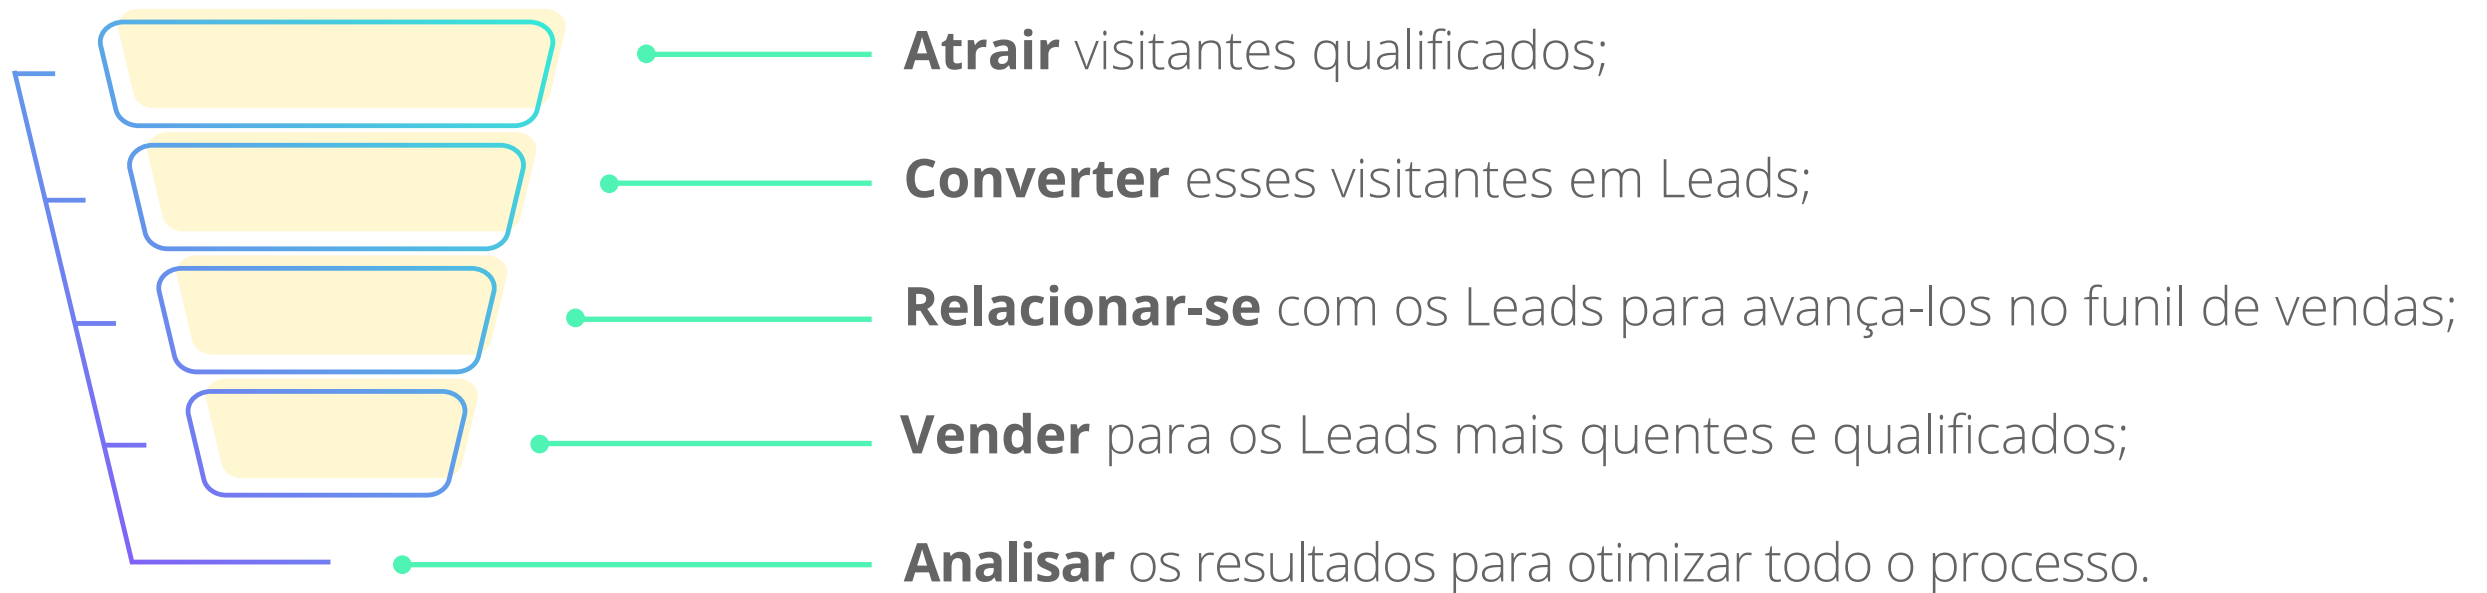 Atrair visitantes qualificados;
Converter esses visitantes em Leads;
Relacionar-se com os Leads para avança-los no funil de vendas;
Vender para os Leads mais quentes e qualificados;
Analisar os resultados para otimizar todo o processo.